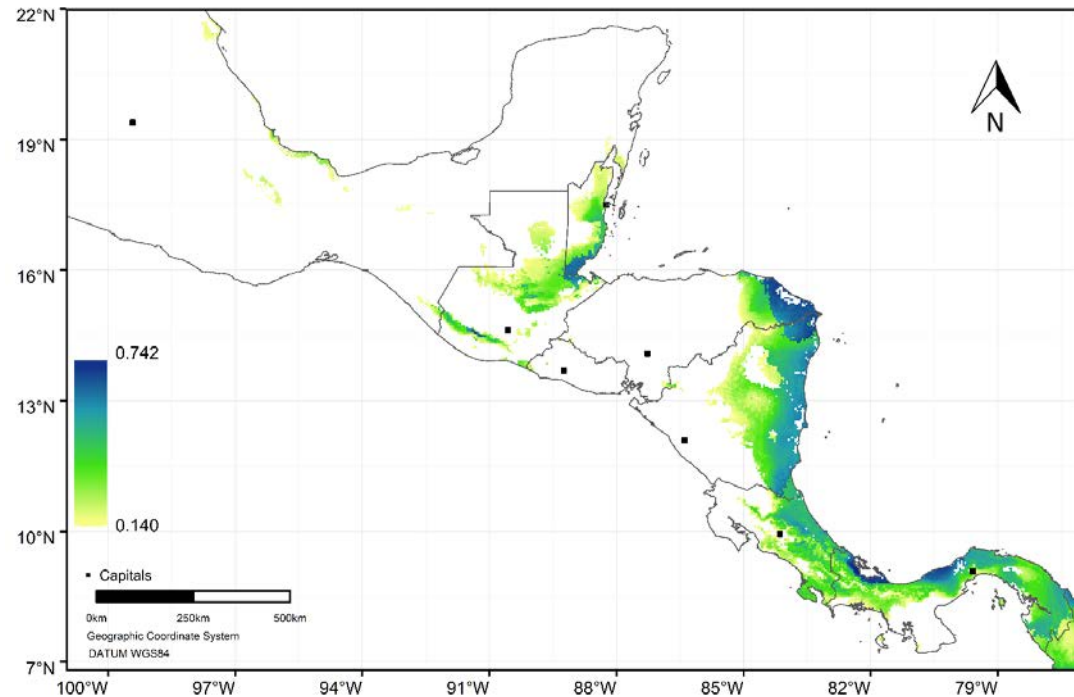 22°N
19°N
16°N
13°N
10°N
7°N
N
0.742
0.140
Capitals
0km 250km 500km
Geographic Coordinate System
DATUM WGS84
100°W 97°W 94°W 91°W 88°W 85°W 82°W 79°W